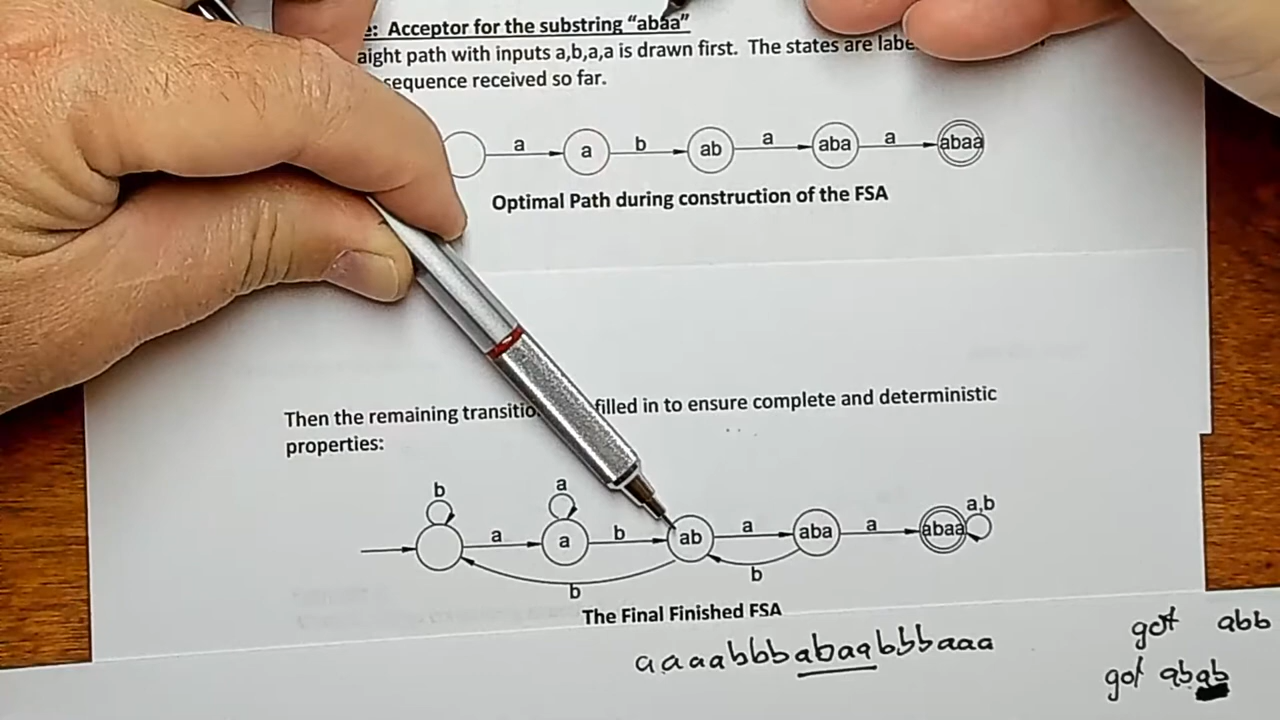 : Acceptor for the substring "abaa"
aight path with inputs a,b,a,a is drawn first. The states are labe
sequence received so far.
a b a a
a ab aba abaa
Optimal Path during construction of the FSA
Then the remaining transitio filled in to ensure complete and deterministic
properties:
b a a,b
a b a a
a ab aba abaa
b b
The Final Finished FSA
aaaabbbabaabbbaaa
got abb
got abab